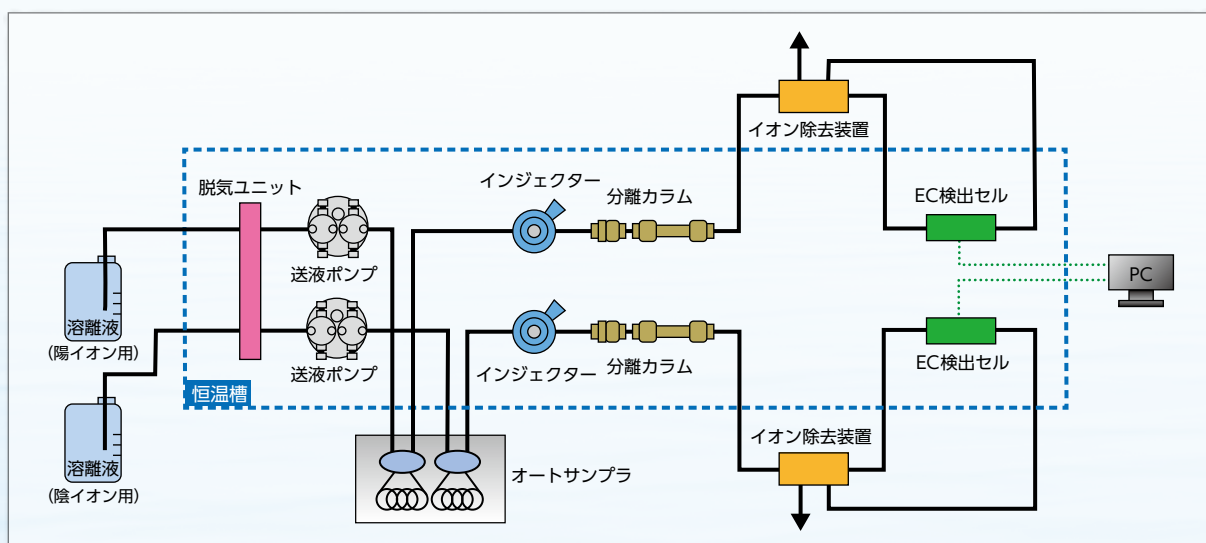 イオン除去装置
インジェクター
分離カラム
EC検出セル
脱気ユニット
送液ポンプ
PC
溶離液
(陽イオン用)
送液ポンプ
インジェクター
分離カラム
EC検出セル
恒温槽
イオン除去装置
溶離液
(陰イオン用)
オートサンプラ